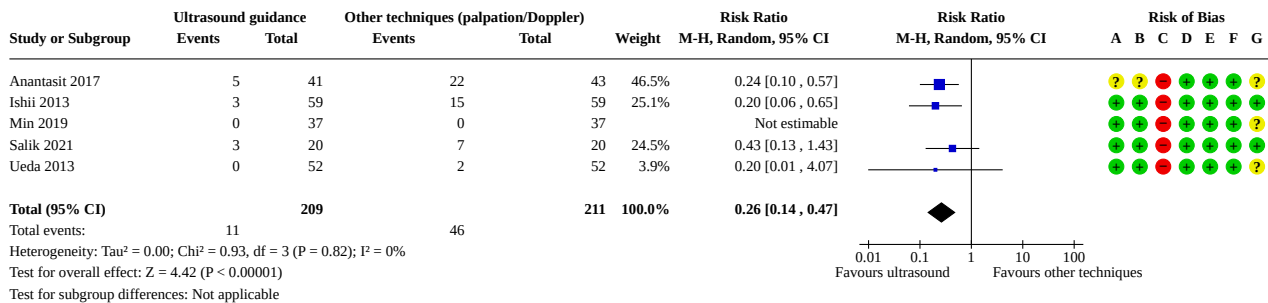 Ultrasound guidance Other techniques (palpation/Doppler) Risk Ratio Risk Ratio Risk of Bias
Study or Subgroup Events Total Events Total Weight M-H, Random, 95% CI M-H, Random, 95% CI A B C D E F G
Anantasit 2017 5 41 22 43 46.5% 0.24 [0.10 , 0.57] ? ? − + + + ?
Ishii 2013 3 59 15 59 25.1% 0.20 [0.06 , 0.65] + + − + + + +
Min 2019 0 37 0 37 Not estimable + + − + + + ?
Salik 2021 3 20 7 20 24.5% 0.43 [0.13 , 1.43] + + − + + + +
Ueda 2013 0 52 2 52 3.9% 0.20 [0.01 , 4.07] + + − + + + ?
Total (95% CI) 209 211 100.0% 0.26 [0.14 , 0.47]
Total events: 11 46
Heterogeneity: Tau² = 0.00; Chi² = 0.93, df = 3 (P = 0.82); I² = 0%
0.01 0.1 1 10 100
Test for overall effect: Z = 4.42 (P < 0.00001) Favours ultrasound Favours other techniques
Test for subgroup differences: Not applicable